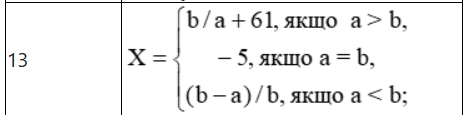 13
X =
b/a + 61, якщо a > b,
– 5, якщо a = b,
(b – a)/b, якщо a < b;